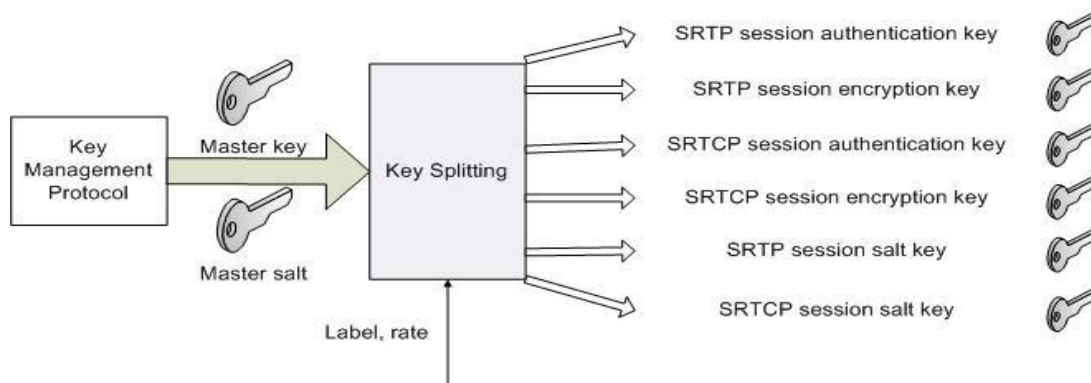 SRTP session authentication key
SRTP session encryption key
Master key
SRTCP session authentication key
Key
Management
Protocol
Key Splitting
SRTCP session encryption key
Master salt
SRTP session salt key
SRTCP session salt key
Label, rate